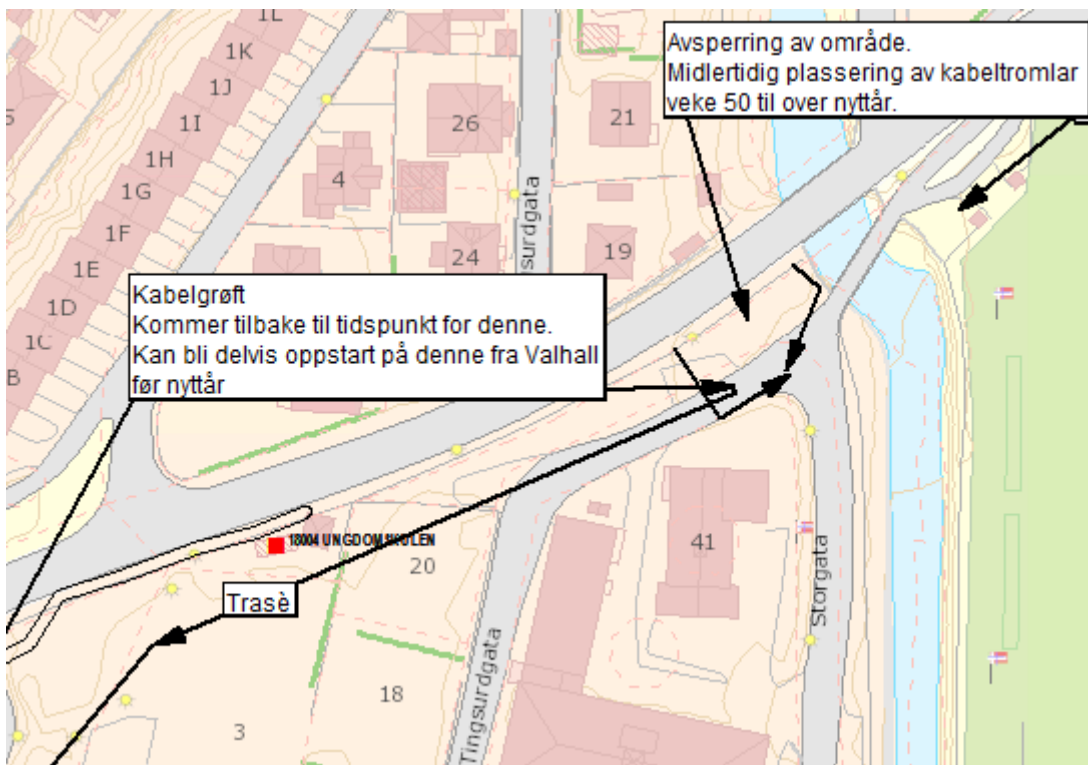 Avsperring av område.
Midlertidig plassering av kabeltromlar
veke 50 til over nyttår.
1L
1K
1J
1I
1H
1G
1F
1E
1D
1C
B
5
26
4
24
21
19
surdgata
Kabelgrøft
Kommer tilbake til tidspunkt for denne.
Kan bli delvis oppstart på denne fra Valhall
før nyttår
18004 UNGDOMSKOLEN
20
Trasè
41
Storgata
Tingsurdgata
18
3